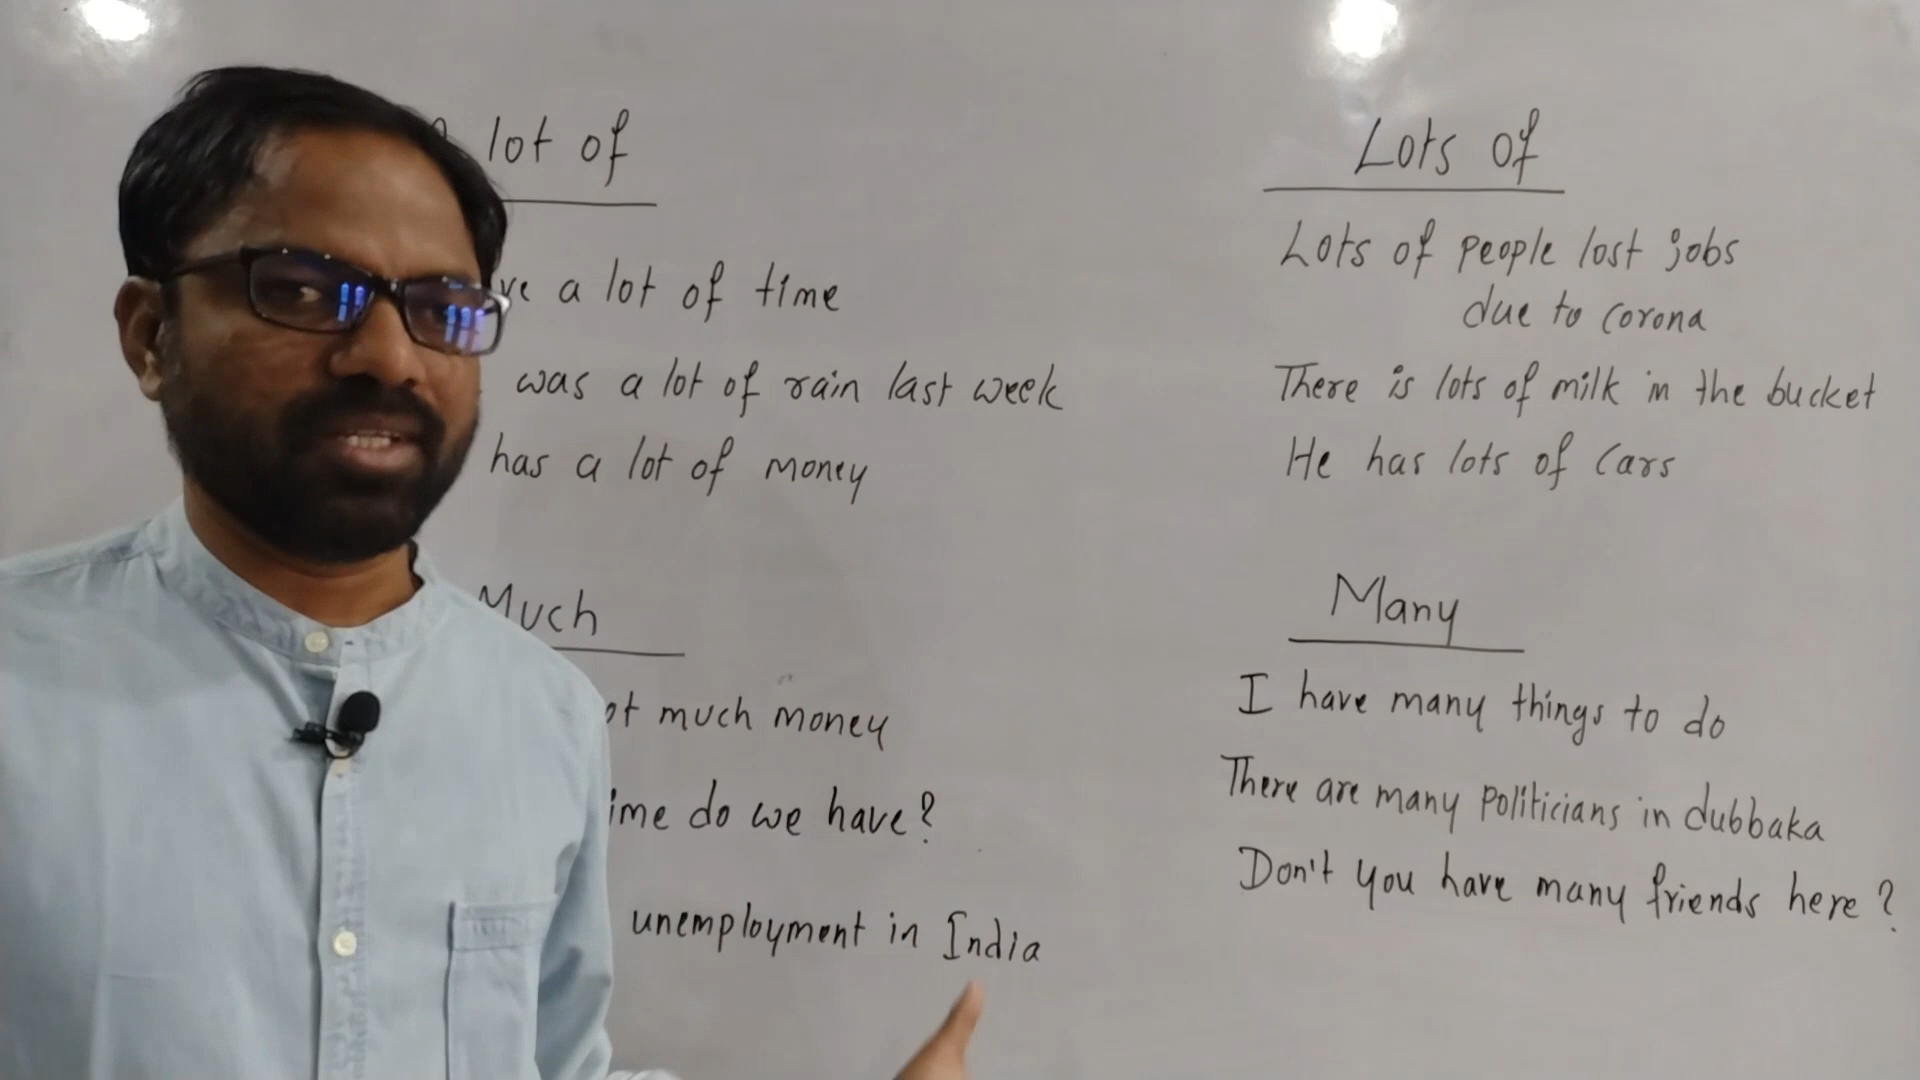 lot of
a lot of time
was a lot of rain last week
has a lot of money
Much
much money
do we have?
unemployment in India
Lots of
Lots of people lost jobs
due to corona
There is lots of milk in the bucket
He has lots of cars
Many
I have many things to do
There are many politicians in dubbaka
Don't you have many friends here?